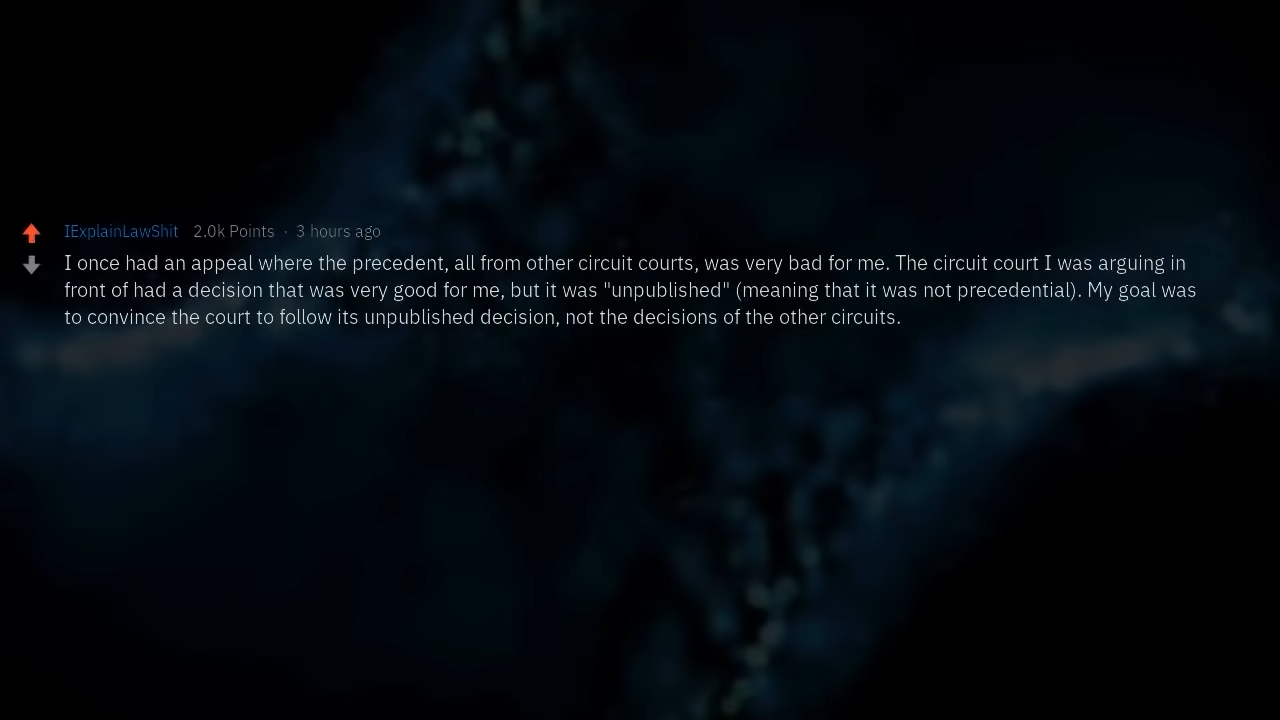 IExplainLawShit 2.0k Points · 3 hours ago
I once had an appeal where the precedent, all from other circuit courts, was very bad for me. The circuit court I was arguing in
front of had a decision that was very good for me, but it was "unpublished" (meaning that it was not precedential). My goal was
to convince the court to follow its unpublished decision, not the decisions of the other circuits.